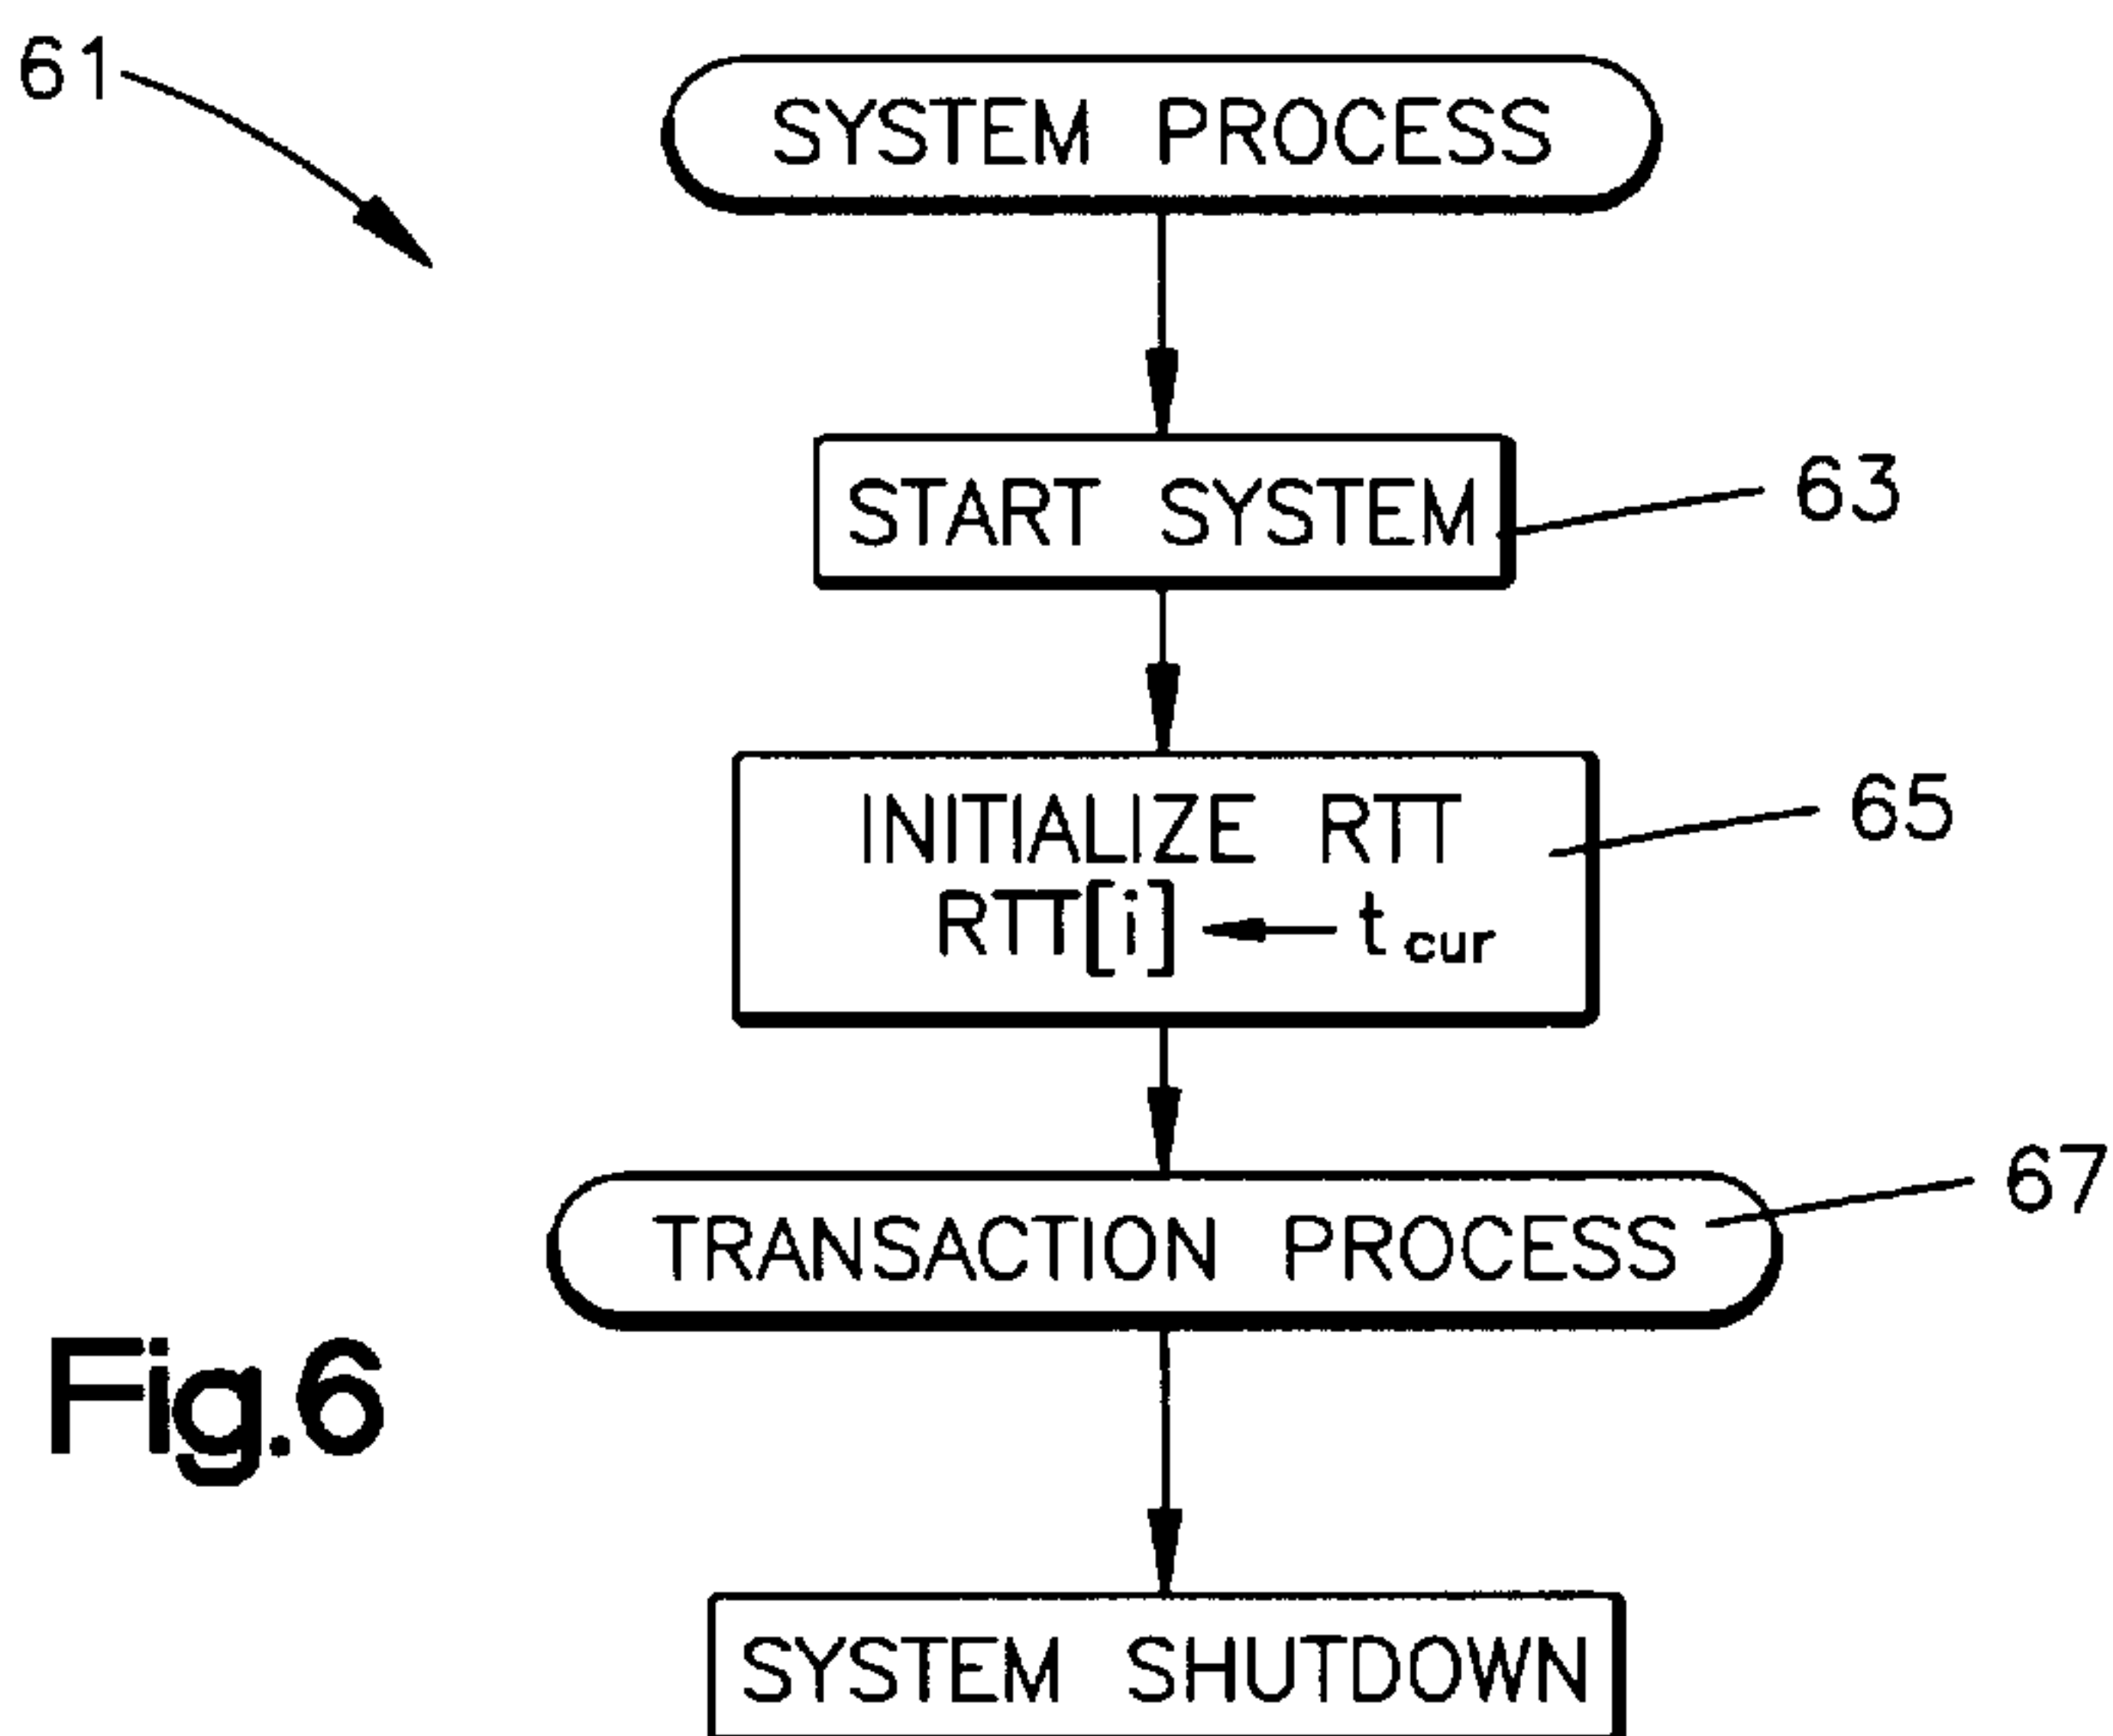 61
SYSTEM PROCESS
START SYSTEM
63
INITIALIZE RTT
65
RTT[i] ← t cur
TRANSACTION PROCESS
67
Fig.6
SYSTEM SHUTDOWN